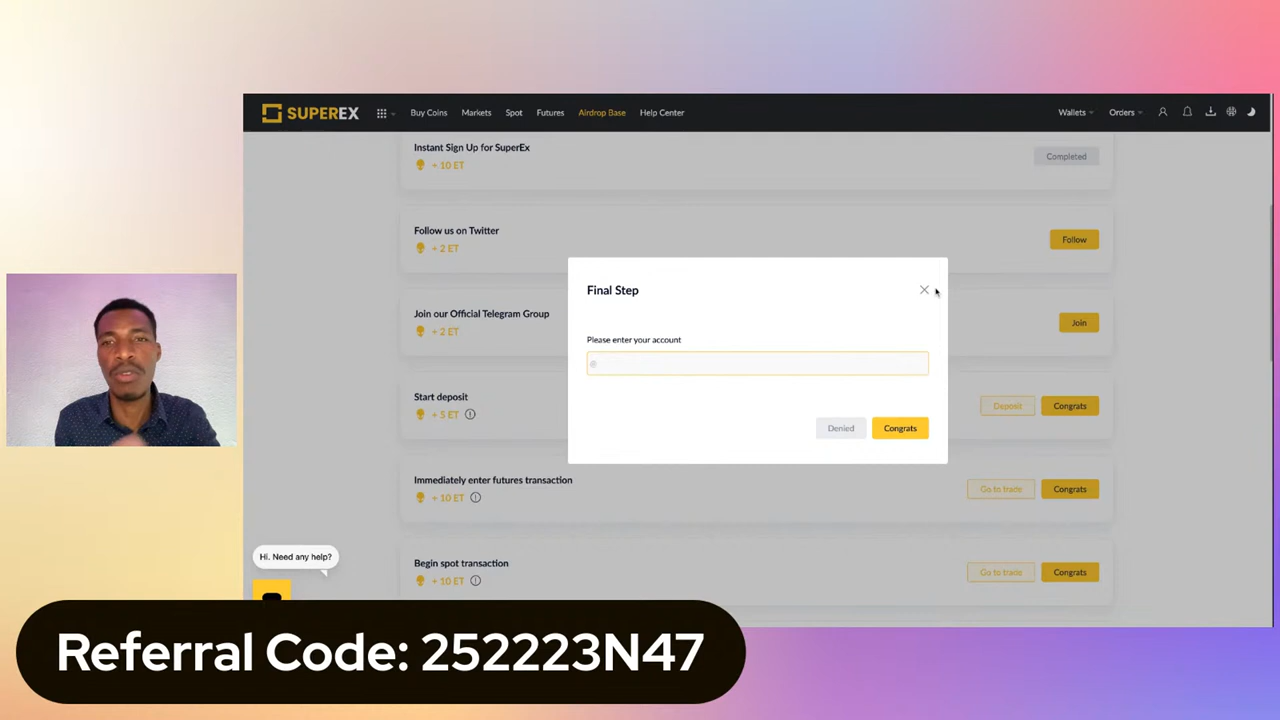 SUPEREX Buy Coins Markets Spot Futures Airdrop Base Help Center Wallets Orders
Instant Sign Up for SuperEx
+ 10 ET
Completed
Follow us on Twitter
+ 2 ET
Follow
Final Step
Join our Official Telegram Group
+ 2 ET
Join
Please enter your account
@
Start deposit
+ 5 ET
Deposit Congrats
Denied Congrats
Immediately enter futures transaction
+ 10 ET
Go to trade Congrats
Hi. Need any help?
Begin spot transaction
+ 10 ET
Go to trade Congrats
Referral Code: 252223N47